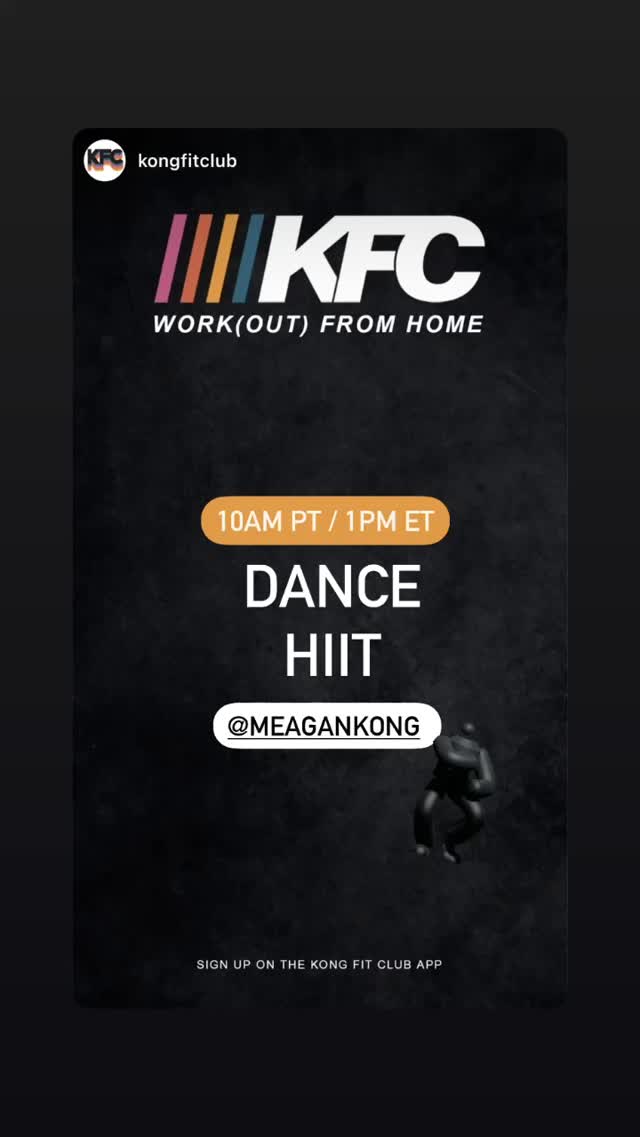 KFC
kongfitclub
KFC
WORK(OUT) FROM HOME
10AM PT / 1PM ET
DANCE
HIIT
@MEAGANKONG
SIGN UP ON THE KONG FIT CLUB APP